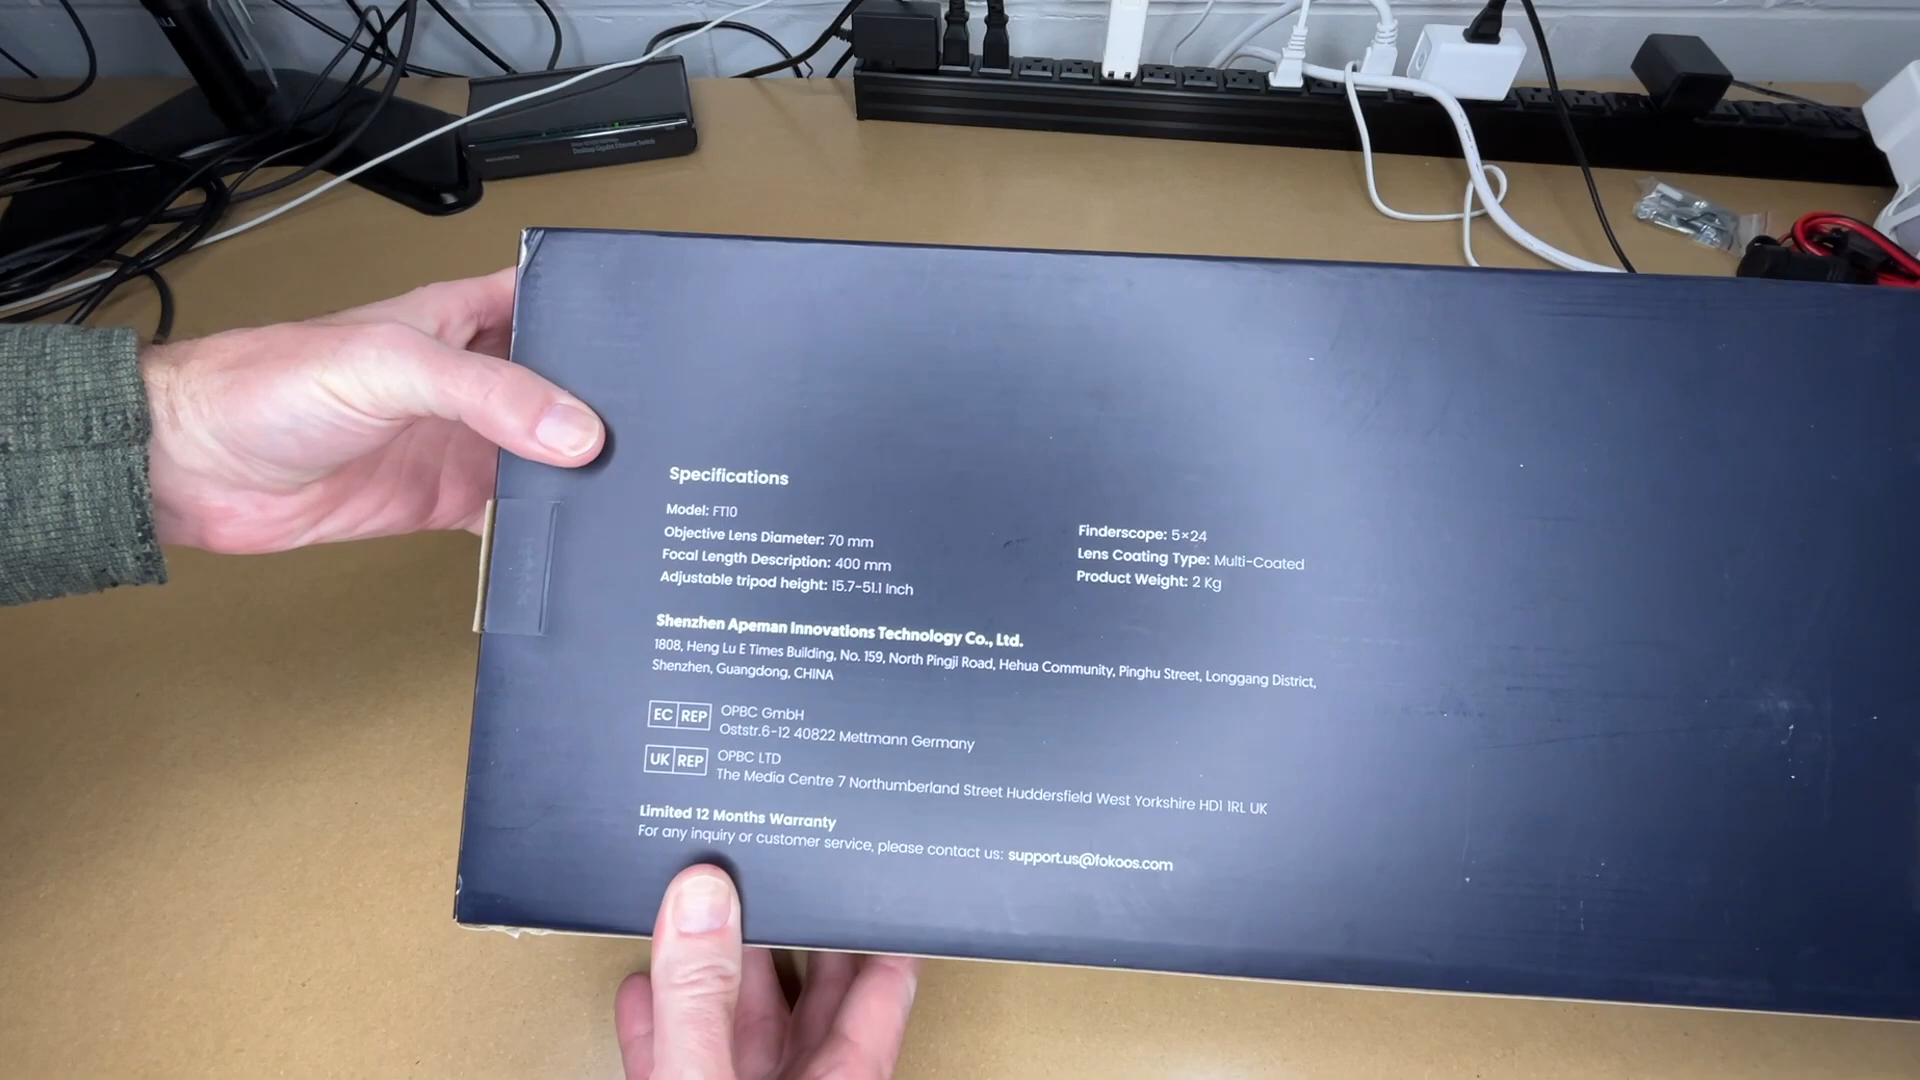 Desktop Gigabit Ethernet Switch
Specifications
Model: FT10
Objective Lens Diameter: 70 mm
Focal Length Description: 400 mm
Adjustable tripod height: 15.7-51.1 Inch
Finderscope: 5×24
Lens Coating Type: Multi-Coated
Product Weight: 2 Kg
Shenzhen Apeman Innovations Technology Co., Ltd.
1808, Heng Lu E Times Building, No. 159, North Pingji Road, Hehua Community, Pinghu Street, Longgang District,
Shenzhen, Guangdong, CHINA
EC REP OPBC GmbH
Oststr.6-12 40822 Mettmann Germany
UK REP OPBC LTD
The Media Centre 7 Northumberland Street Huddersfield West Yorkshire HD1 1RL UK
Limited 12 Months Warranty
For any inquiry or customer service, please contact us: support.us@fokoos.com